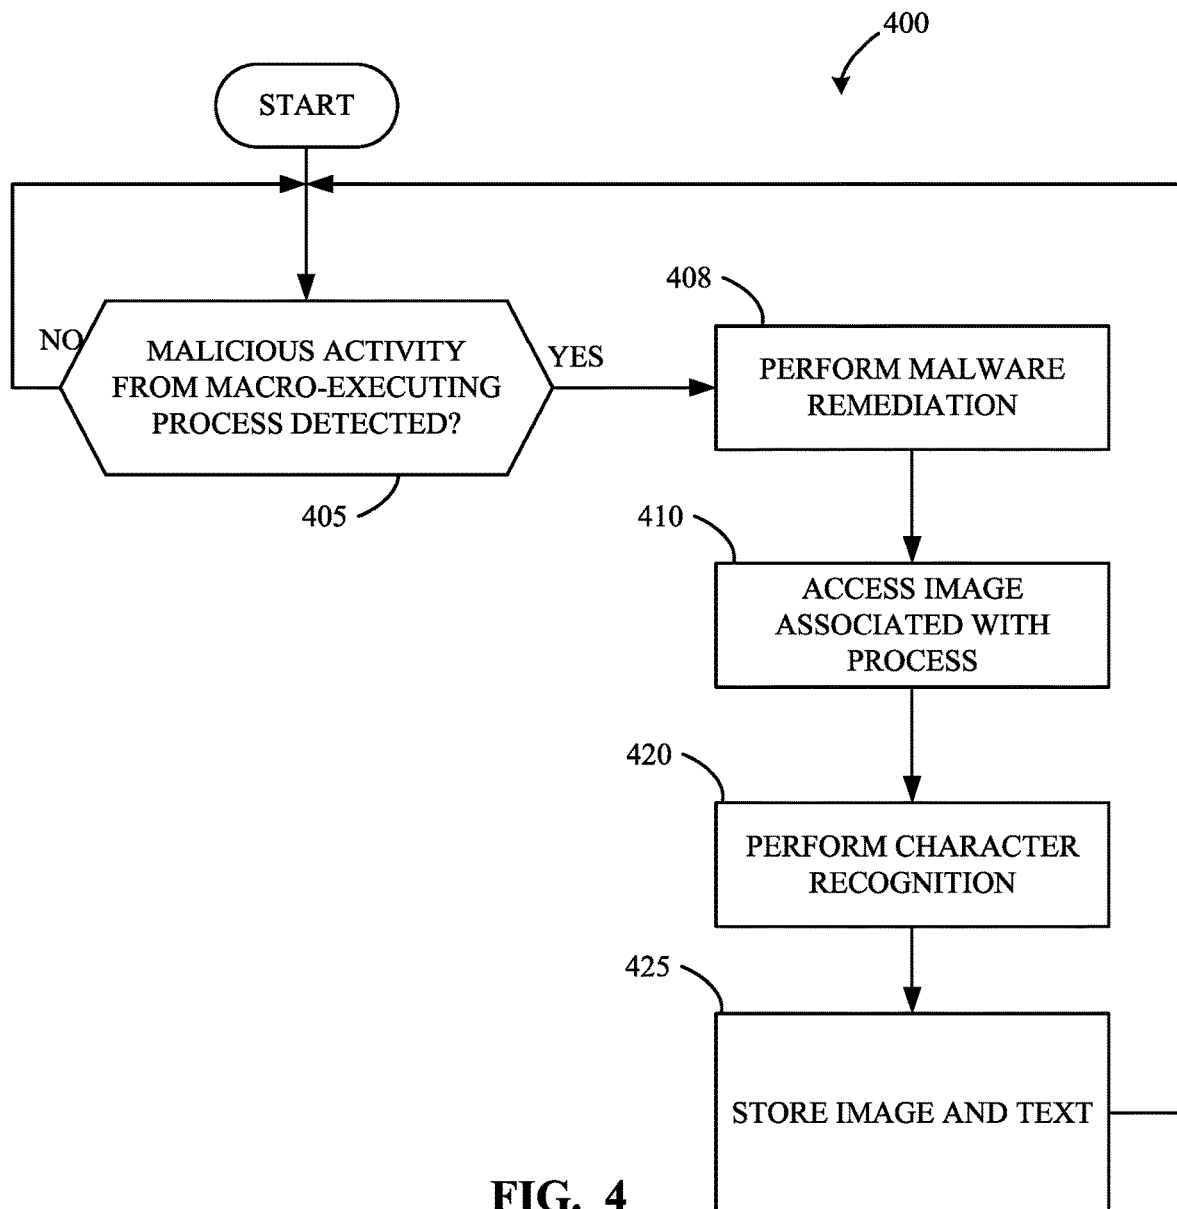 400
START
408
NO
MALICIOUS ACTIVITY
FROM MACRO-EXECUTING
PROCESS DETECTED?
YES
PERFORM MALWARE
REMEDIATION
405
410
ACCESS IMAGE
ASSOCIATED WITH
PROCESS
420
PERFORM CHARACTER
RECOGNITION
425
STORE IMAGE AND TEXT
FIG. 4